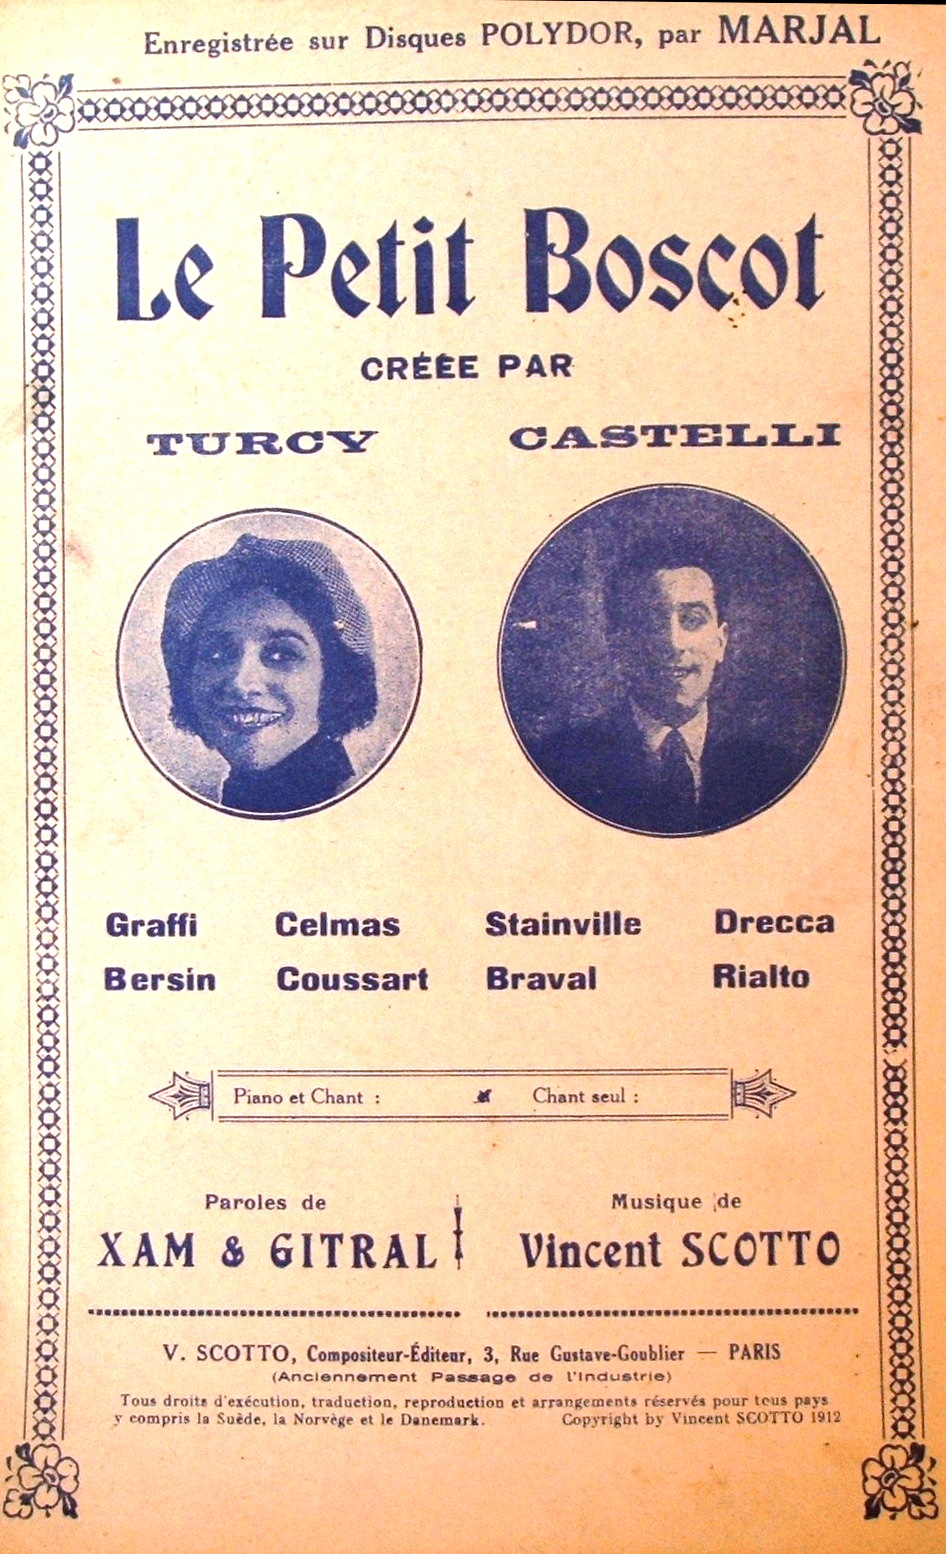 Enregistrée sur Disques POLYDOR, par MARJAL
Le Petit Boscot
CRÉÉE PAR
TURCY CASTELLI
Graffi Celmas Stainville Drecca
Bersin Coussart Braval Rialto
Piano et Chant : Chant seul :
Paroles de Musique de
XAM & GITRAL Vincent SCOTTO
V. SCOTTO, Compositeur-Éditeur, 3, Rue Gustave-Goublier — PARIS
(Anciennement Passage de l'Industrie)
Tous droits d'exécution, traduction, reproduction et arrangements réservés pour tous pays
y compris la Suède, la Norvège et le Danemark. Copyright by Vincent SCOTTO 1912